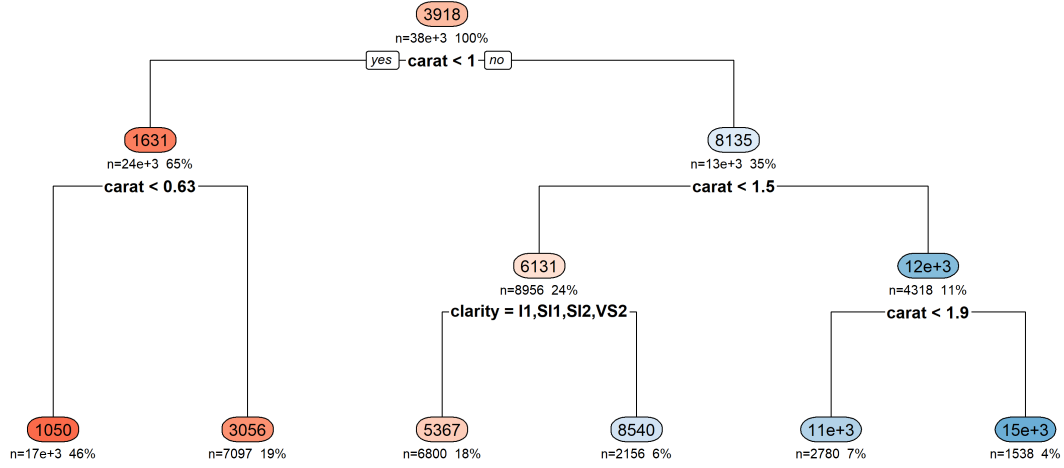 3918
n=38e+3 100%
yes carat < 1 no
1631 8135
n=24e+3 65% n=13e+3 35%
carat < 0.63 carat < 1.5
6131 12e+3
n=8956 24% n=4318 11%
clarity = I1,SI1,SI2,VS2 carat < 1.9
1050 3056 5367 8540 11e+3 15e+3
n=17e+3 46% n=7097 19% n=6800 18% n=2156 6% n=2780 7% n=1538 4%